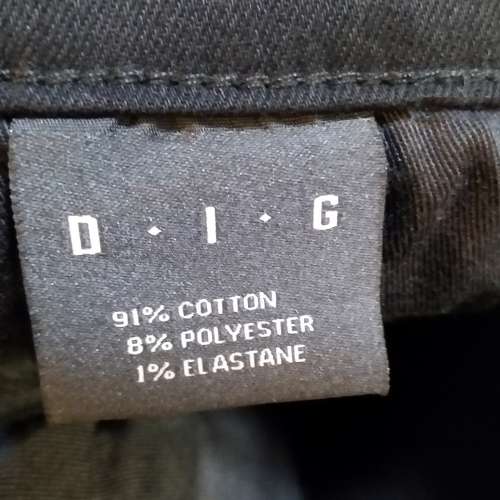 D · I · G
91% COTTON
8% POLYESTER
1% ELASTANE